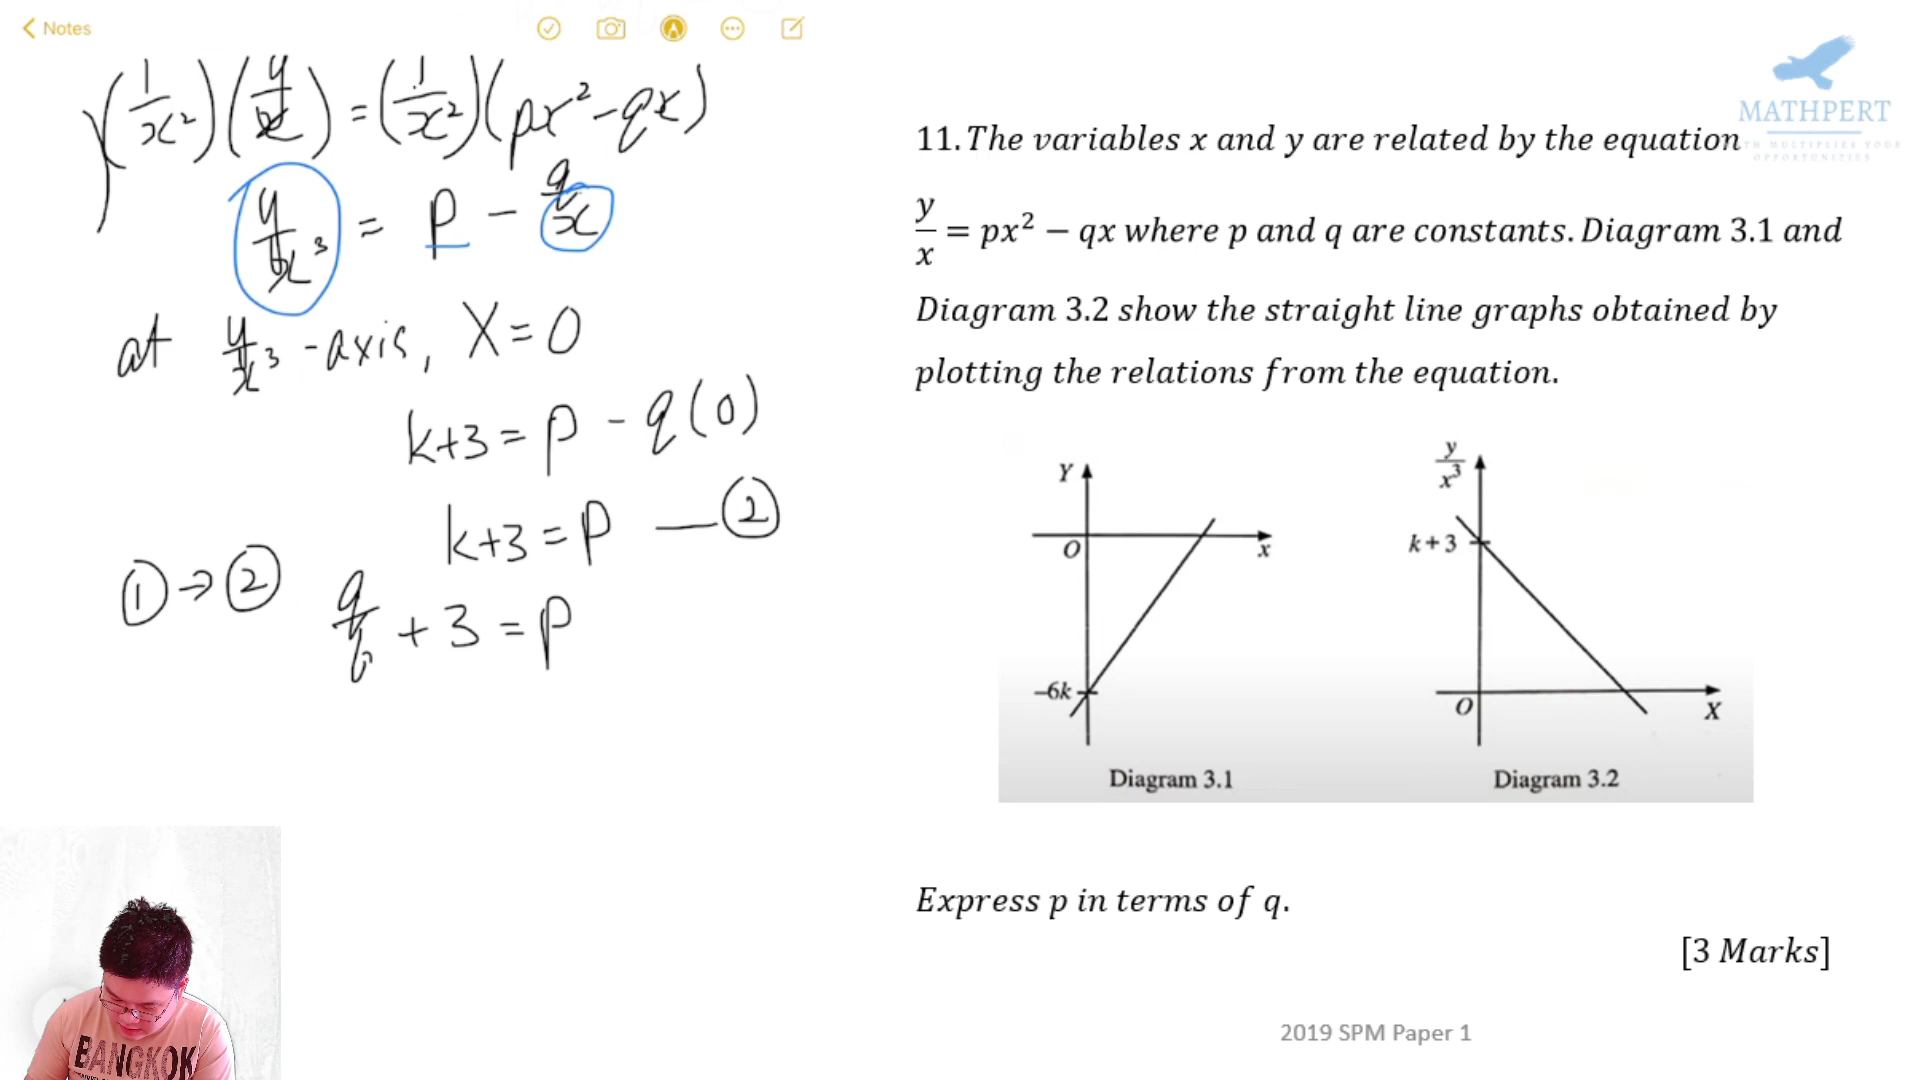 Notes
(1/x²)(y/x) = (1/x²)(px² - qx)
y/x³ = p - q/x
at y/x³ -axis, X = 0
k+3 = p - q(0)
k+3 = p — ②
① → ② q/6 + 3 = p
MATHPERT
OPPORTUNITIES
11. The variables x and y are related by the equation
y/x = px² − qx where p and q are constants. Diagram 3.1 and
Diagram 3.2 show the straight line graphs obtained by
plotting the relations from the equation.
Y
O
x
−6k
Diagram 3.1
y/x³
k + 3
O
X
Diagram 3.2
Express p in terms of q.
[3 Marks]
2019 SPM Paper 1
BANGKOK